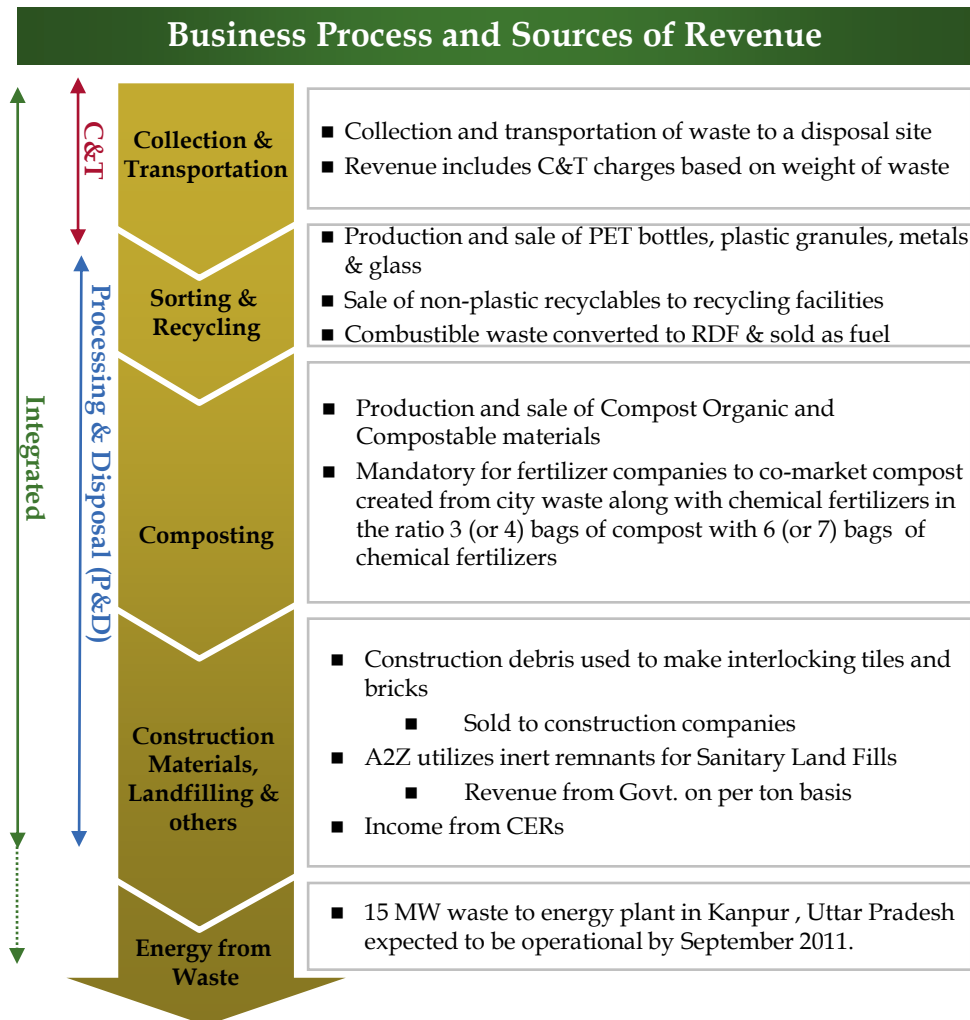 Business Process and Sources of Revenue
C&T
Processing & Disposal (P&D)
Integrated
Collection &
Transportation
■ Collection and transportation of waste to a disposal site
■ Revenue includes C&T charges based on weight of waste
Sorting &
Recycling
■ Production and sale of PET bottles, plastic granules, metals
& glass
■ Sale of non-plastic recyclables to recycling facilities
■ Combustible waste converted to RDF & sold as fuel
Composting
■ Production and sale of Compost Organic and
Compostable materials
■ Mandatory for fertilizer companies to co-market compost
created from city waste along with chemical fertilizers in
the ratio 3 (or 4) bags of compost with 6 (or 7) bags of
chemical fertilizers
Construction
Materials,
Landfilling &
others
■ Construction debris used to make interlocking tiles and
bricks
■ Sold to construction companies
■ A2Z utilizes inert remnants for Sanitary Land Fills
■ Revenue from Govt. on per ton basis
■ Income from CERs
Energy from
Waste
■ 15 MW waste to energy plant in Kanpur , Uttar Pradesh
expected to be operational by September 2011.